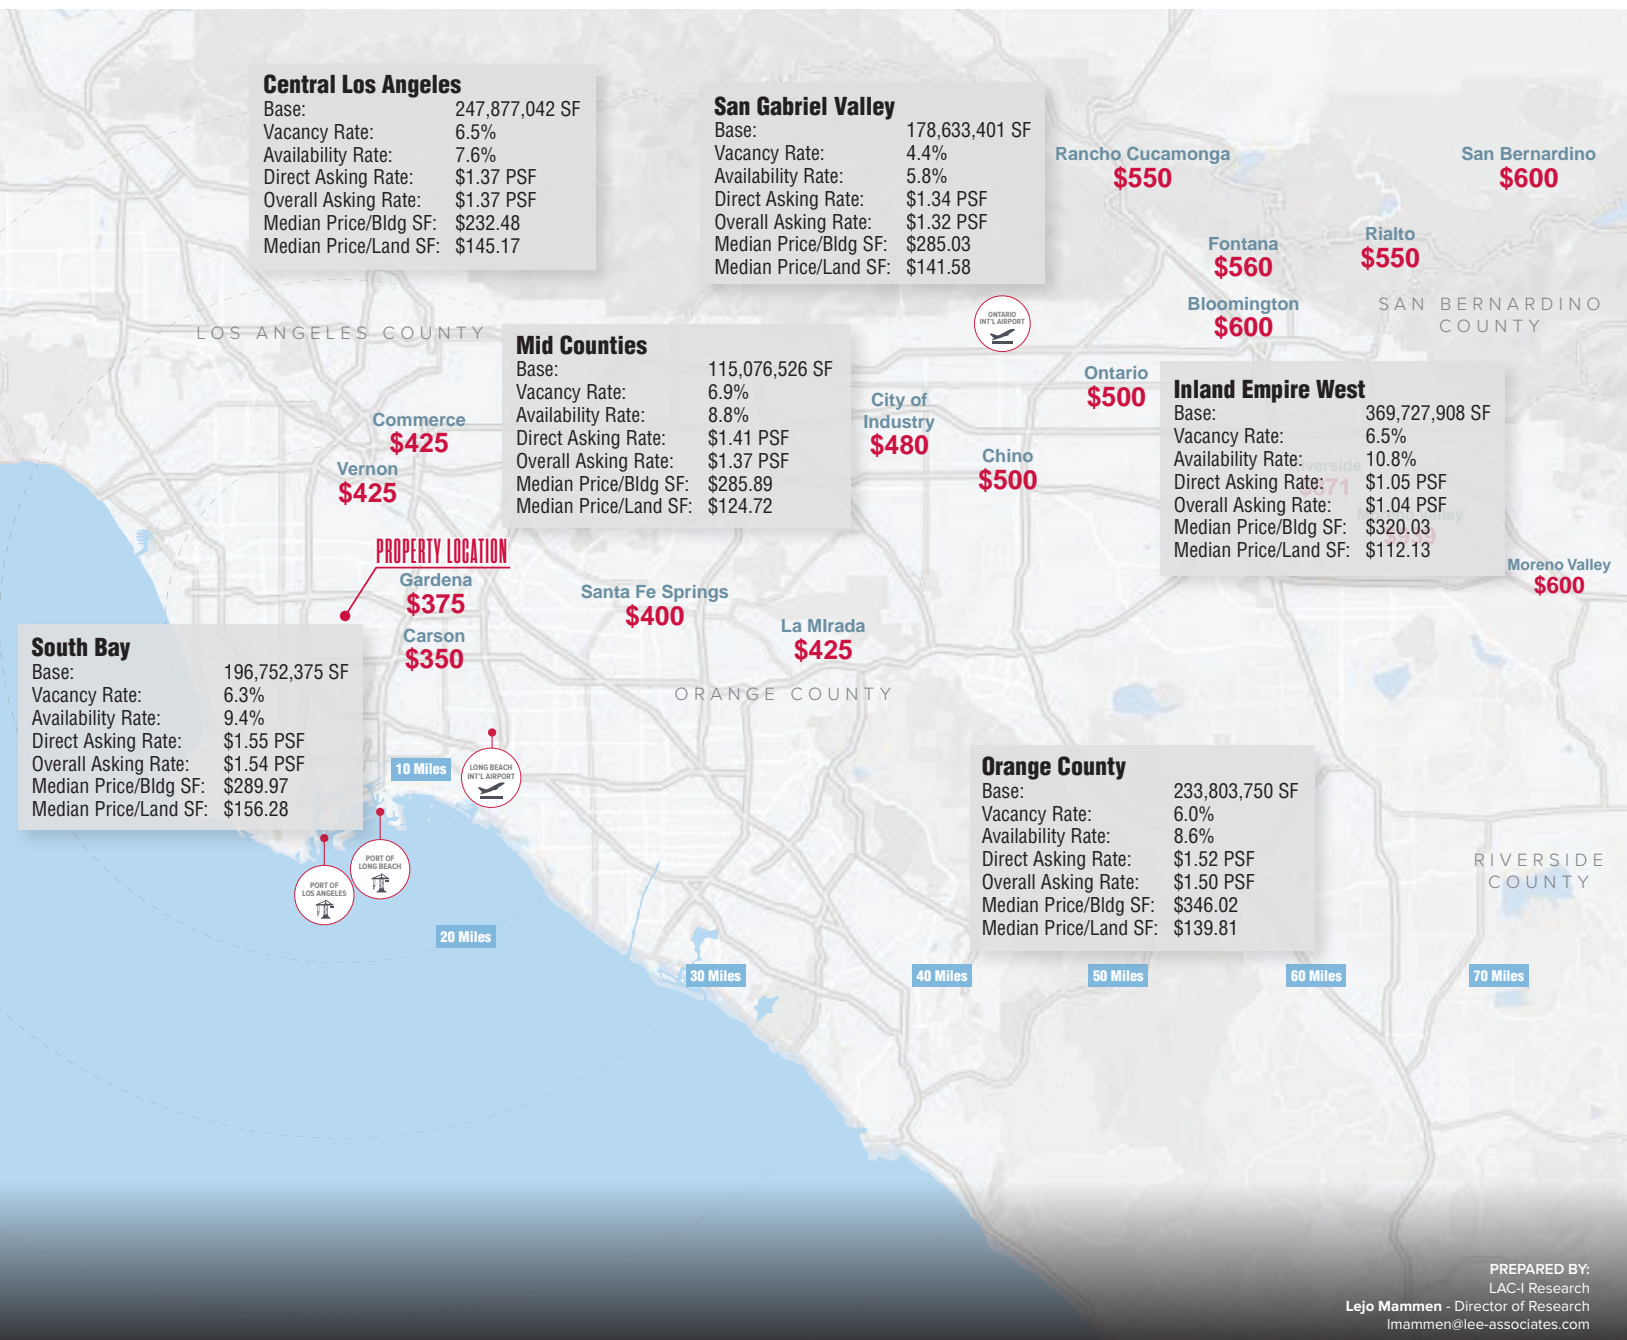 Central Los Angeles
Base: 247,877,042 SF
Vacancy Rate: 6.5%
Availability Rate: 7.6%
Direct Asking Rate: $1.37 PSF
Overall Asking Rate: $1.37 PSF
Median Price/Bldg SF: $232.48
Median Price/Land SF: $145.17
San Gabriel Valley
Base: 178,633,401 SF
Vacancy Rate: 4.4%
Availability Rate: 5.8%
Direct Asking Rate: $1.34 PSF
Overall Asking Rate: $1.32 PSF
Median Price/Bldg SF: $285.03
Median Price/Land SF: $141.58
Rancho Cucamonga
$550
San Bernardino
$600
Fontana
$560
Rialto
$550
Bloomington
$600
SAN BERNARDINO
COUNTY
ONTARIO
INT'L AIRPORT
LOS ANGELES COUNTY
Mid Counties
Base: 115,076,526 SF
Vacancy Rate: 6.9%
Availability Rate: 8.8%
Direct Asking Rate: $1.41 PSF
Overall Asking Rate: $1.37 PSF
Median Price/Bldg SF: $285.89
Median Price/Land SF: $124.72
Ontario
$500
City of
Industry
$480
Chino
$500
Inland Empire West
Base: 369,727,908 SF
Vacancy Rate: 6.5%
Availability Rate: 10.8%
Direct Asking Rate: $1.05 PSF
Overall Asking Rate: $1.04 PSF
Median Price/Bldg SF: $320.03
Median Price/Land SF: $112.13
Moreno Valley
$600
Commerce
$425
Vernon
$425
PROPERTY LOCATION
Gardena
$375
Carson
$350
Santa Fe Springs
$400
La MIrada
$425
ORANGE COUNTY
South Bay
Base: 196,752,375 SF
Vacancy Rate: 6.3%
Availability Rate: 9.4%
Direct Asking Rate: $1.55 PSF
Overall Asking Rate: $1.54 PSF
Median Price/Bldg SF: $289.97
Median Price/Land SF: $156.28
10 Miles
LONG BEACH
INT'L AIRPORT
PORT OF
LONG BEACH
PORT OF
LOS ANGELES
Orange County
Base: 233,803,750 SF
Vacancy Rate: 6.0%
Availability Rate: 8.6%
Direct Asking Rate: $1.52 PSF
Overall Asking Rate: $1.50 PSF
Median Price/Bldg SF: $346.02
Median Price/Land SF: $139.81
RIVERSIDE
COUNTY
20 Miles
30 Miles
40 Miles
50 Miles
60 Miles
70 Miles
PREPARED BY:
LAC-I Research
Lejo Mammen - Director of Research
lmammen@lee-associates.com